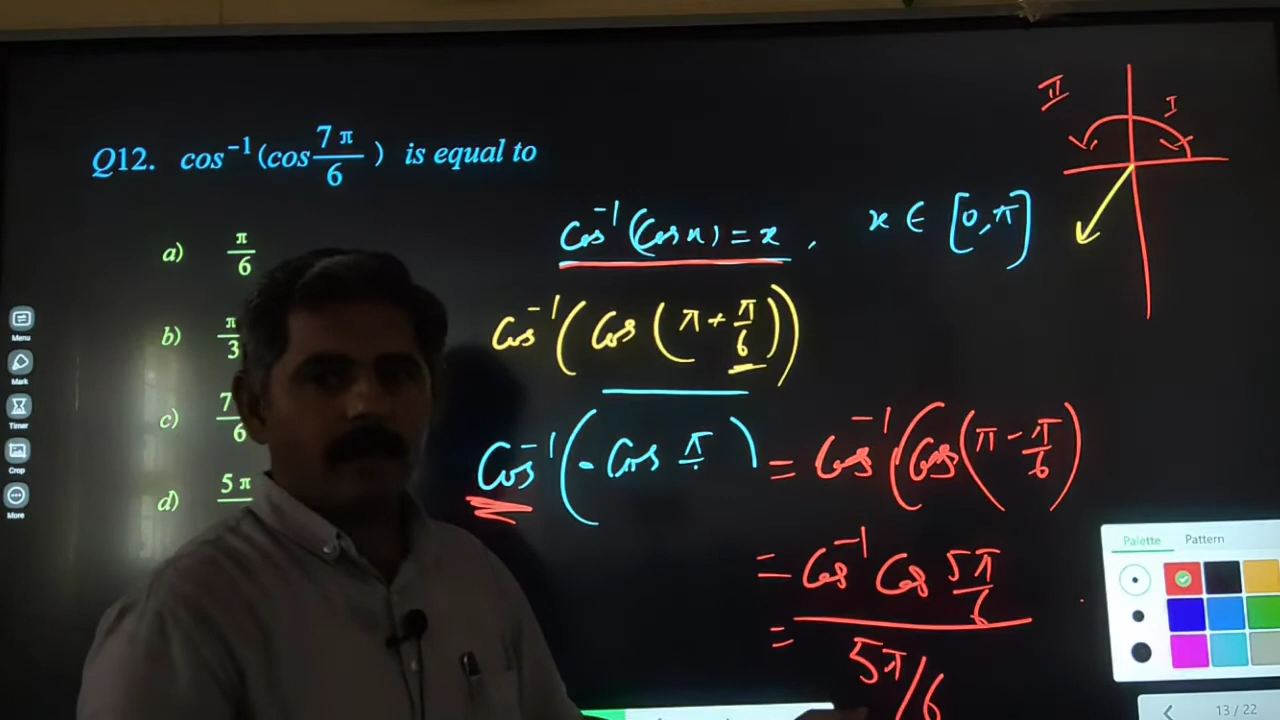 Q12. cos⁻¹(cos 7π/6) is equal to
a) π/6
b) π/3
c) 7 /6
d) 5π
Cos⁻¹(Cos x) = x , x ∈ [0, π]
Cos⁻¹(Cos(π + π/6))
Cos⁻¹(- Cos π ) = Cos⁻¹(Cos(π - π/6)
= Cos⁻¹ Cos 5π/6
= 5π/6
II
I
Menu
Mark
Timer
Crop
More
Palette Pattern
13 / 22